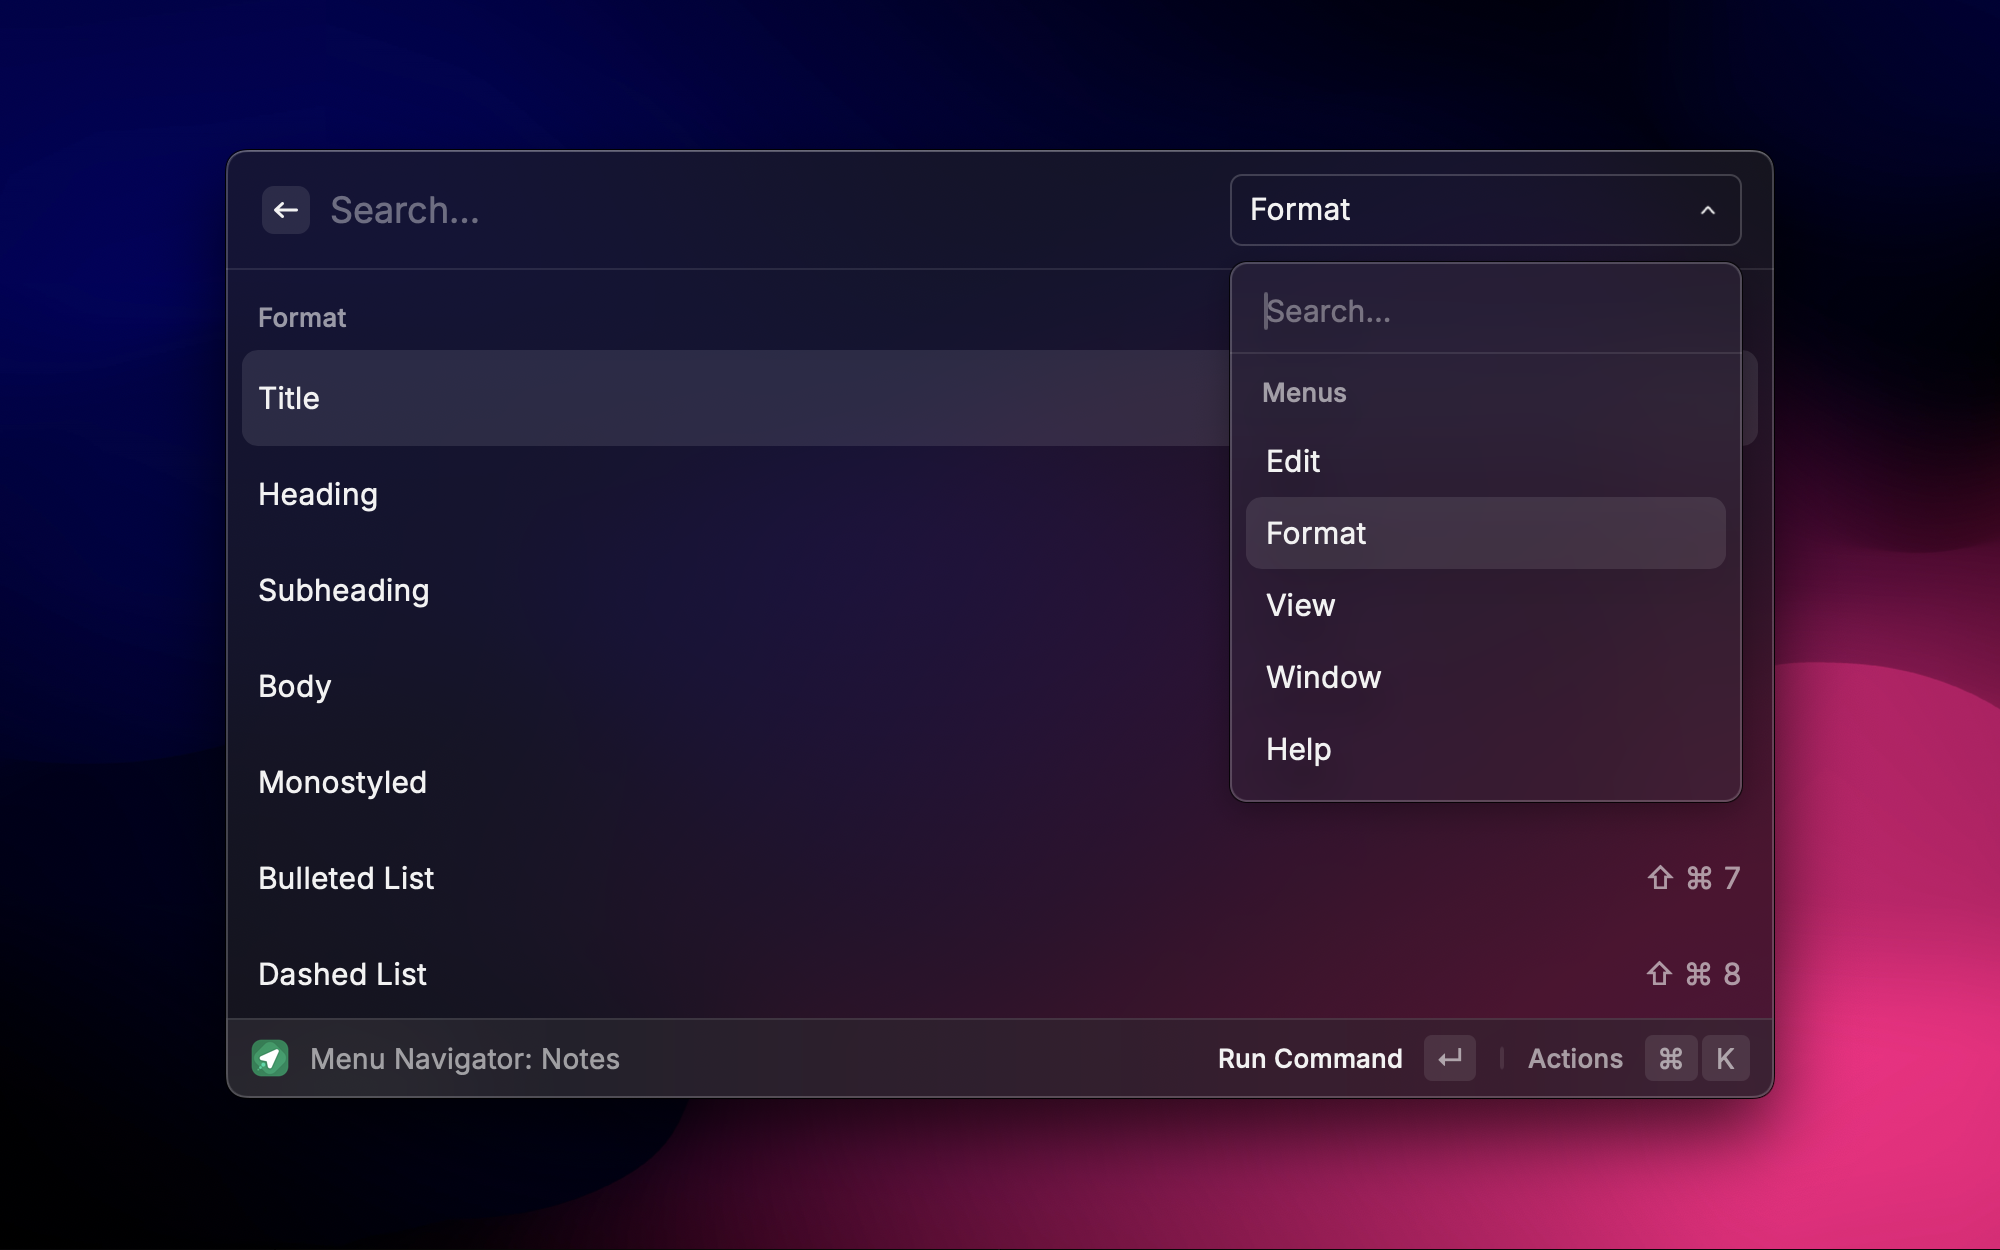 Search...
Format
Search...
Menus
Edit
Format
View
Window
Help
Format
Title
Heading
Subheading
Body
Monostyled
Bulleted List ⇧ ⌘ 7
Dashed List ⇧ ⌘ 8
Menu Navigator: Notes
Run Command ↵
Actions ⌘ K